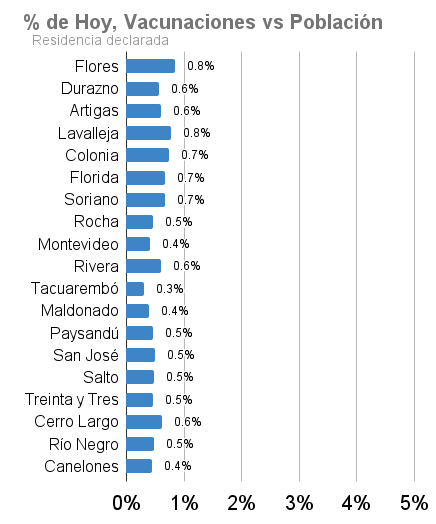 % de Hoy, Vacunaciones vs Población
Residencia declarada
Flores 0.8%
Durazno 0.6%
Artigas 0.6%
Lavalleja 0.8%
Colonia 0.7%
Florida 0.7%
Soriano 0.7%
Rocha 0.5%
Montevideo 0.4%
Rivera 0.6%
Tacuarembó 0.3%
Maldonado 0.4%
Paysandú 0.5%
San José 0.5%
Salto 0.5%
Treinta y Tres 0.5%
Cerro Largo 0.6%
Río Negro 0.5%
Canelones 0.4%
0% 1% 2% 3% 4% 5%